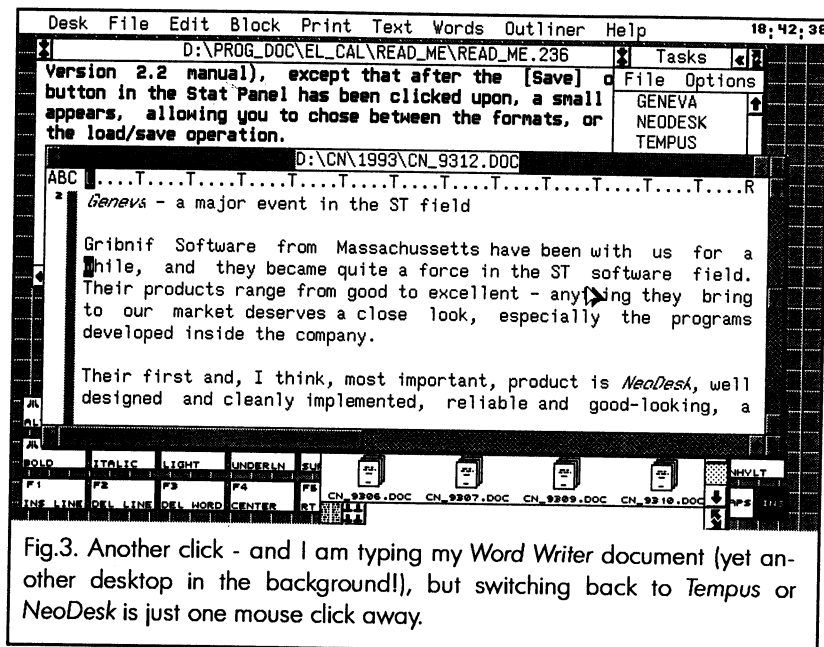 Desk File Edit Block Print Text Words Outliner Help 18:42:38
D:\PROG_DOC\EL_CAL\READ_ME\READ_ME.236
Tasks
Version 2.2 manual), except that after the [Save] o
button in the Stat Panel has been clicked upon, a small
appears, allowing you to chose between the formats, or
the load/save operation.
File Options
GENEVA
NEODESK
TEMPUS
D:\CN\1993\CN_9312.DOC
ABC ....T....T....T....T....T....T....T....T....T....T....T....T....R
2
Geneva - a major event in the ST field
Gribnif Software from Massachussetts have been with us for a
while, and they became quite a force in the ST software field.
Their products range from good to excellent - anything they bring
to our market deserves a close look, especially the programs
developed inside the company.
Their first and, I think, most important, product is NeoDesk, well
designed and cleanly implemented, reliable and good-looking, a
BOLD ITALIC LIGHT UNDERLN SU
F1 F2 F3 F4 F5
INS LINE DEL LINE DEL WORD CENTER RT
CN_9306.DOC CN_9307.DOC CN_9309.DOC CN_9310.DOC
NHYLT
APS INS
Fig.3. Another click - and I am typing my Word Writer document (yet an-
other desktop in the background!), but switching back to Tempus or
NeoDesk is just one mouse click away.